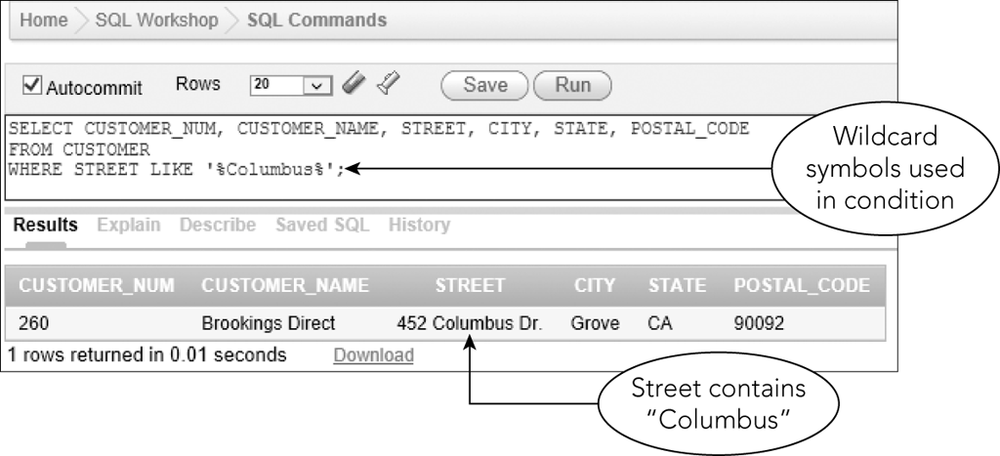 Home SQL Workshop SQL Commands
Autocommit Rows 20 Save Run
SELECT CUSTOMER_NUM, CUSTOMER_NAME, STREET, CITY, STATE, POSTAL_CODE
FROM CUSTOMER
WHERE STREET LIKE '%Columbus%';
Wildcard
symbols used
in condition
Results Explain Describe Saved SQL History
CUSTOMER_NUM CUSTOMER_NAME STREET CITY STATE POSTAL_CODE
260 Brookings Direct 452 Columbus Dr. Grove CA 90092
1 rows returned in 0.01 seconds Download
Street contains
“Columbus”